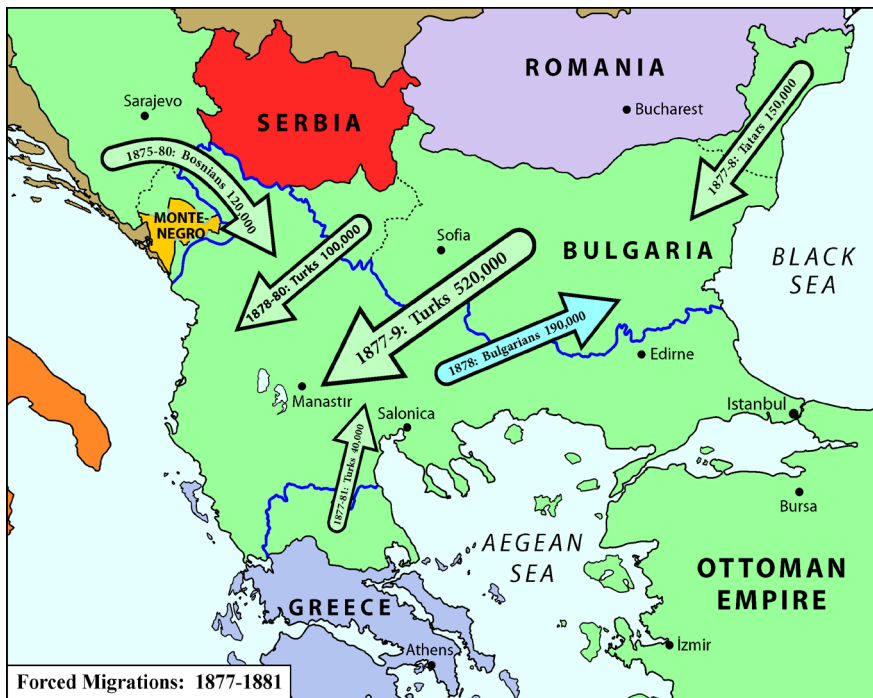 ROMANIA
Sarajevo
SERBIA
Bucharest
1877-8: Tatars 150,000
1875-80: Bosnians 120,000
MONTE-
NEGRO
1878-80: Turks 100,000
Sofia
BULGARIA
BLACK
SEA
1877-9: Turks 520,000
1878: Bulgarians 190,000
Edirne
Manastır
Salonica
Istanbul
1877-81: Turks 40,000
Bursa
AEGEAN
SEA
OTTOMAN
EMPIRE
GREECE
Athens
İzmir
Forced Migrations: 1877-1881